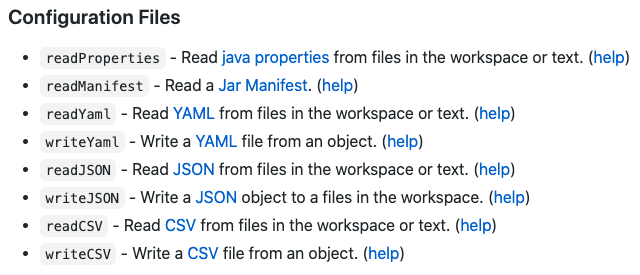 Configuration Files
• readProperties - Read java properties from files in the workspace or text. (help)
• readManifest - Read a Jar Manifest. (help)
• readYaml - Read YAML from files in the workspace or text. (help)
• writeYaml - Write a YAML file from an object. (help)
• readJSON - Read JSON from files in the workspace or text. (help)
• writeJSON - Write a JSON object to a files in the workspace. (help)
• readCSV - Read CSV from files in the workspace or text. (help)
• writeCSV - Write a CSV file from an object. (help)